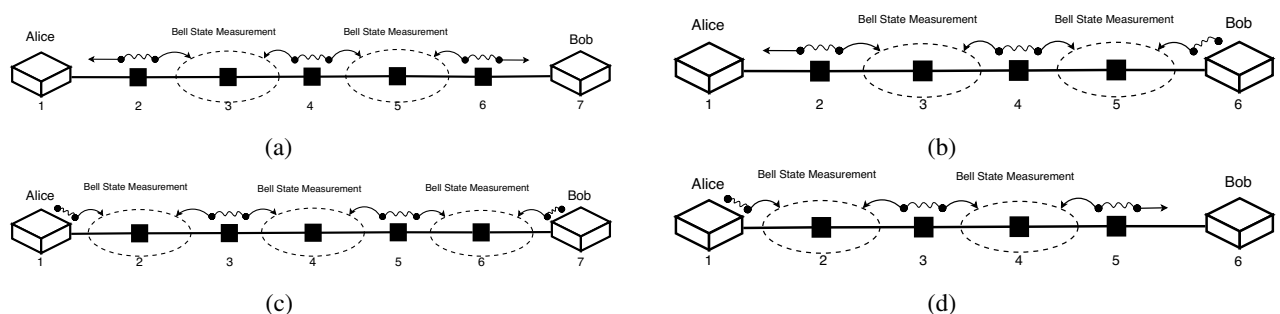 Alice Bell State Measurement Bell State Measurement Bob
1 2 3 4 5 6 7
(a)
Alice Bell State Measurement Bell State Measurement Bob
1 2 3 4 5 6
(b)
Alice Bell State Measurement Bell State Measurement Bell State Measurement Bob
1 2 3 4 5 6 7
(c)
Alice Bell State Measurement Bell State Measurement Bob
1 2 3 4 5 6
(d)